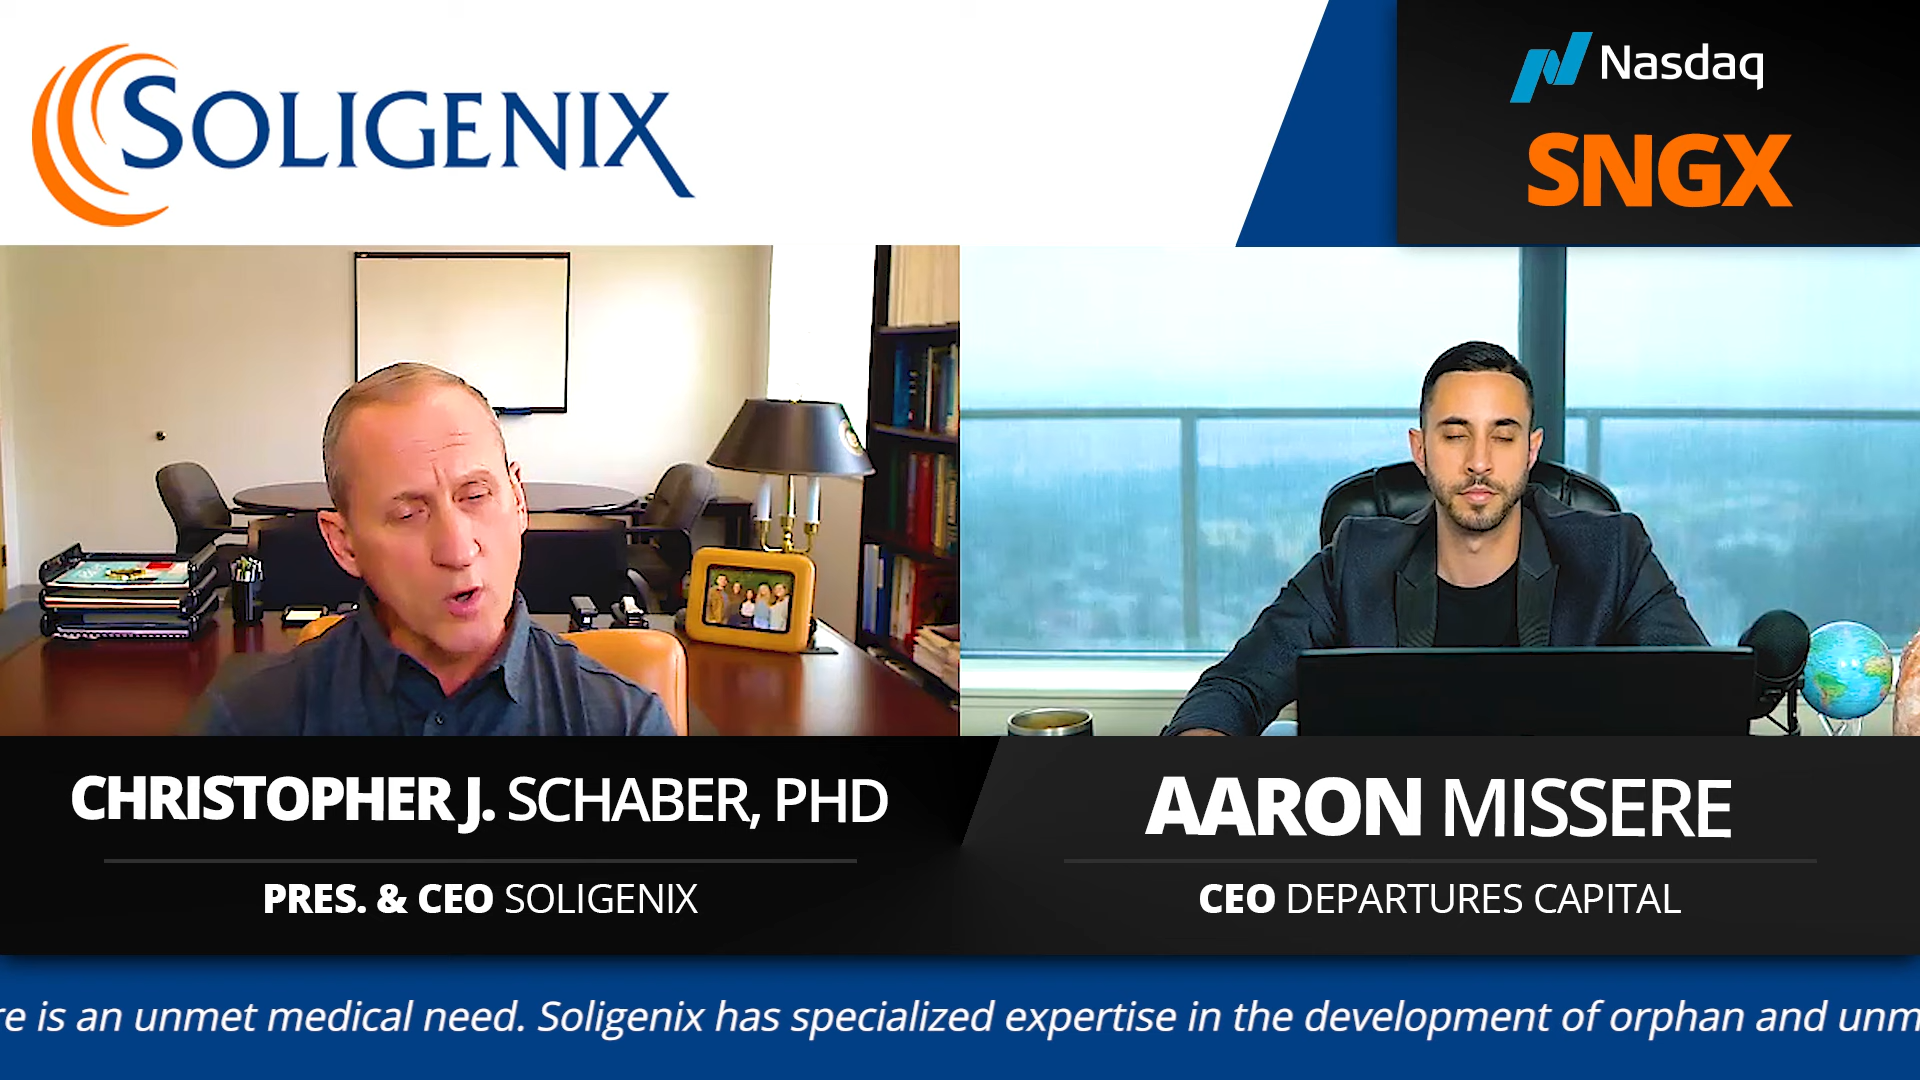 SOLIGENIX
Nasdaq
SNGX
CHRISTOPHER J. SCHABER, PHD
PRES. & CEO SOLIGENIX
AARON MISSERE
CEO DEPARTURES CAPITAL
re is an unmet medical need. Soligenix has specialized expertise in the development of orphan and unm